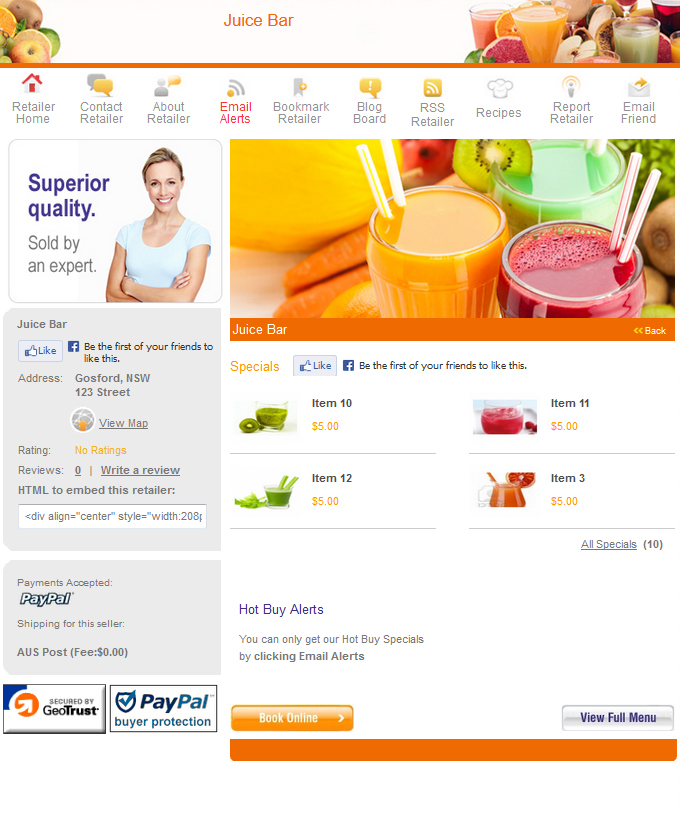 Juice Bar
Retailer Home
Contact Retailer
About Retailer
Email Alerts
Bookmark Retailer
Blog Board
RSS Retailer
Recipes
Report Retailer
Email Friend
Superior
quality.
Sold by
an expert.
Juice Bar
Like
Be the first of your friends to
like this.
Address: Gosford, NSW
123 Street
View Map
Rating: No Ratings
Reviews: 0 | Write a review
HTML to embed this retailer:
<div align="center" style="width:208p
Payments Accepted:
PayPal
Shipping for this seller:
AUS Post (Fee:$0.00)
SECURED BY
GeoTrust
PayPal
buyer protection
Juice Bar
Back
Specials
Like
Be the first of your friends to like this.
Item 10
$5.00
Item 11
$5.00
Item 12
$5.00
Item 3
$5.00
All Specials (10)
Hot Buy Alerts
You can only get our Hot Buy Specials
by clicking Email Alerts
Book Online
View Full Menu